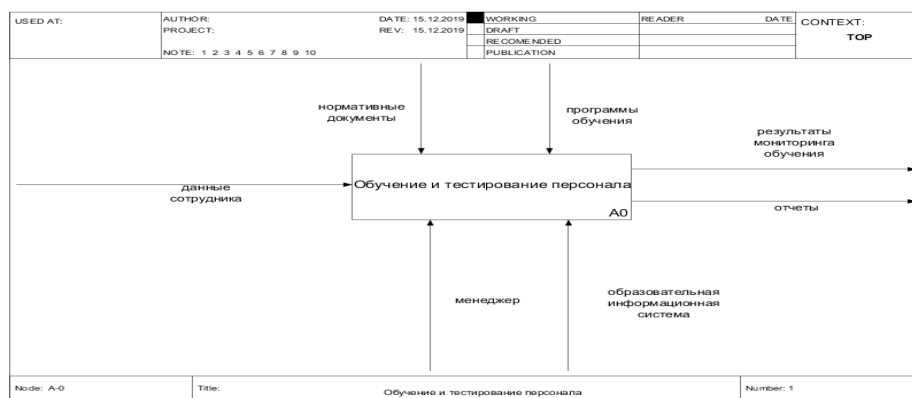 USED AT:
AUTHOR:
DATE: 15.12.2019
PROJECT:
REV: 15.12.2019
NOTE: 1 2 3 4 5 6 7 8 9 10
WORKING
DRAFT
RECOMENDED
PUBLICATION
READER
DATE
CONTEXT:
TOP
нормативные
документы
программы
обучения
данные
сотрудника
Обучение и тестирование персонала
A0
результаты
мониторинга
обучения
отчеты
менеджер
образовательная
информационная
система
Node: A-0
Title:
Обучение и тестирование персонала
Number: 1